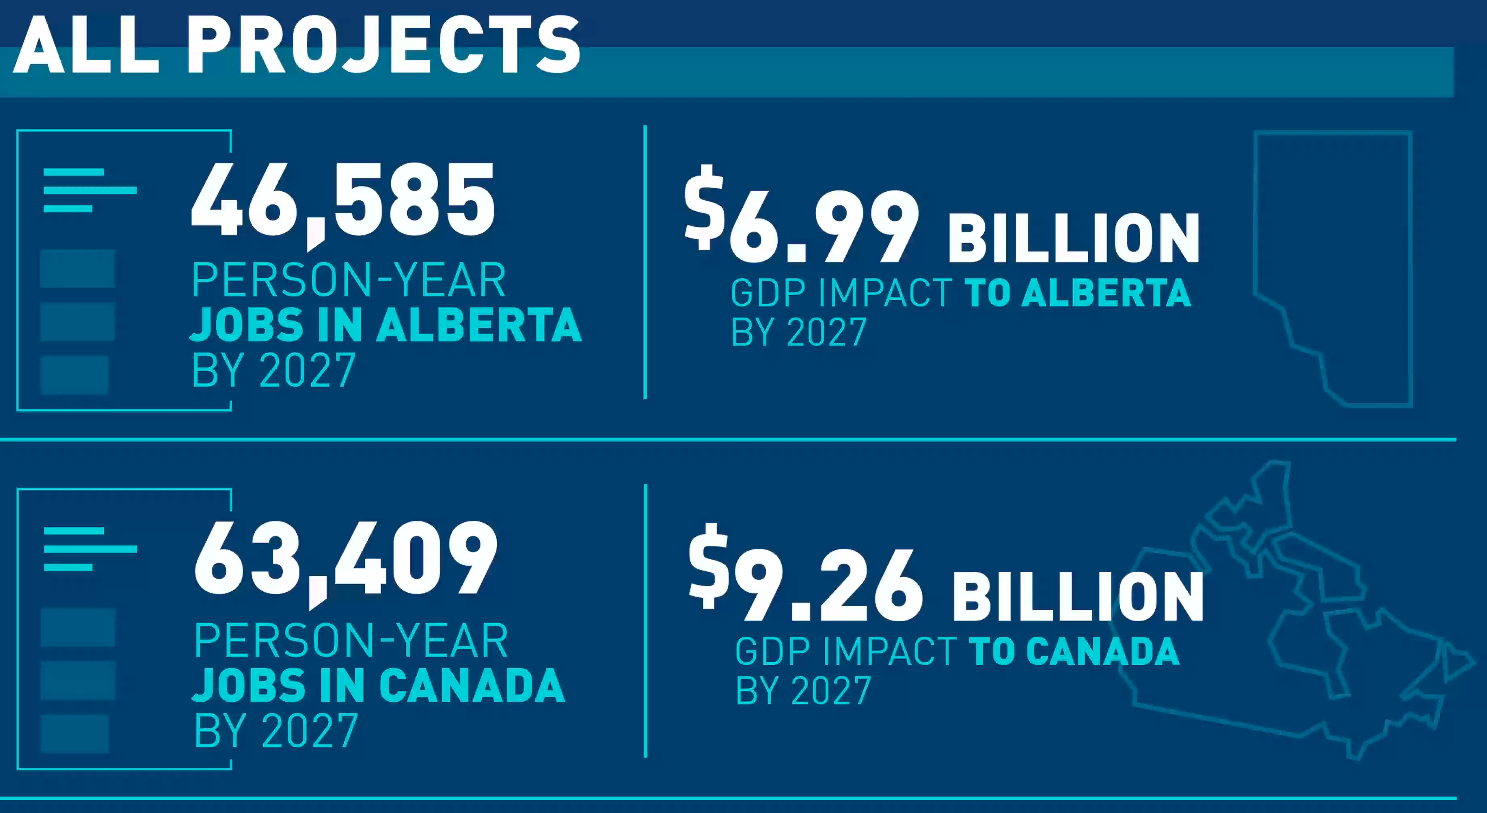 ALL PROJECTS
46,585
PERSON-YEAR
JOBS IN ALBERTA
BY 2027
$6.99 BILLION
GDP IMPACT TO ALBERTA
BY 2027
63,409
PERSON-YEAR
JOBS IN CANADA
BY 2027
$9.26 BILLION
GDP IMPACT TO CANADA
BY 2027